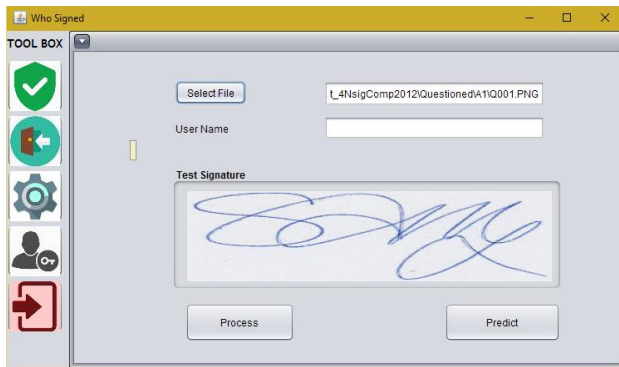 Who Signed
TOOL BOX
Select File
t_4NsigComp2012\Questioned\A1\Q001.PNG
User Name
Test Signature
Process
Predict